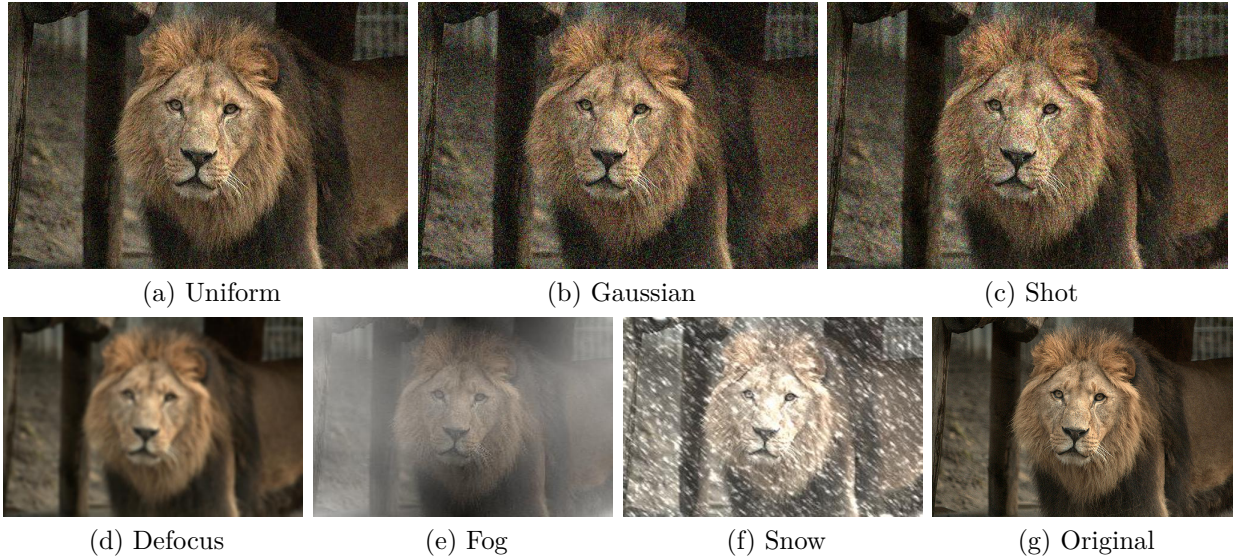 (a) Uniform
(b) Gaussian
(c) Shot
(d) Defocus
(e) Fog
(f) Snow
(g) Original